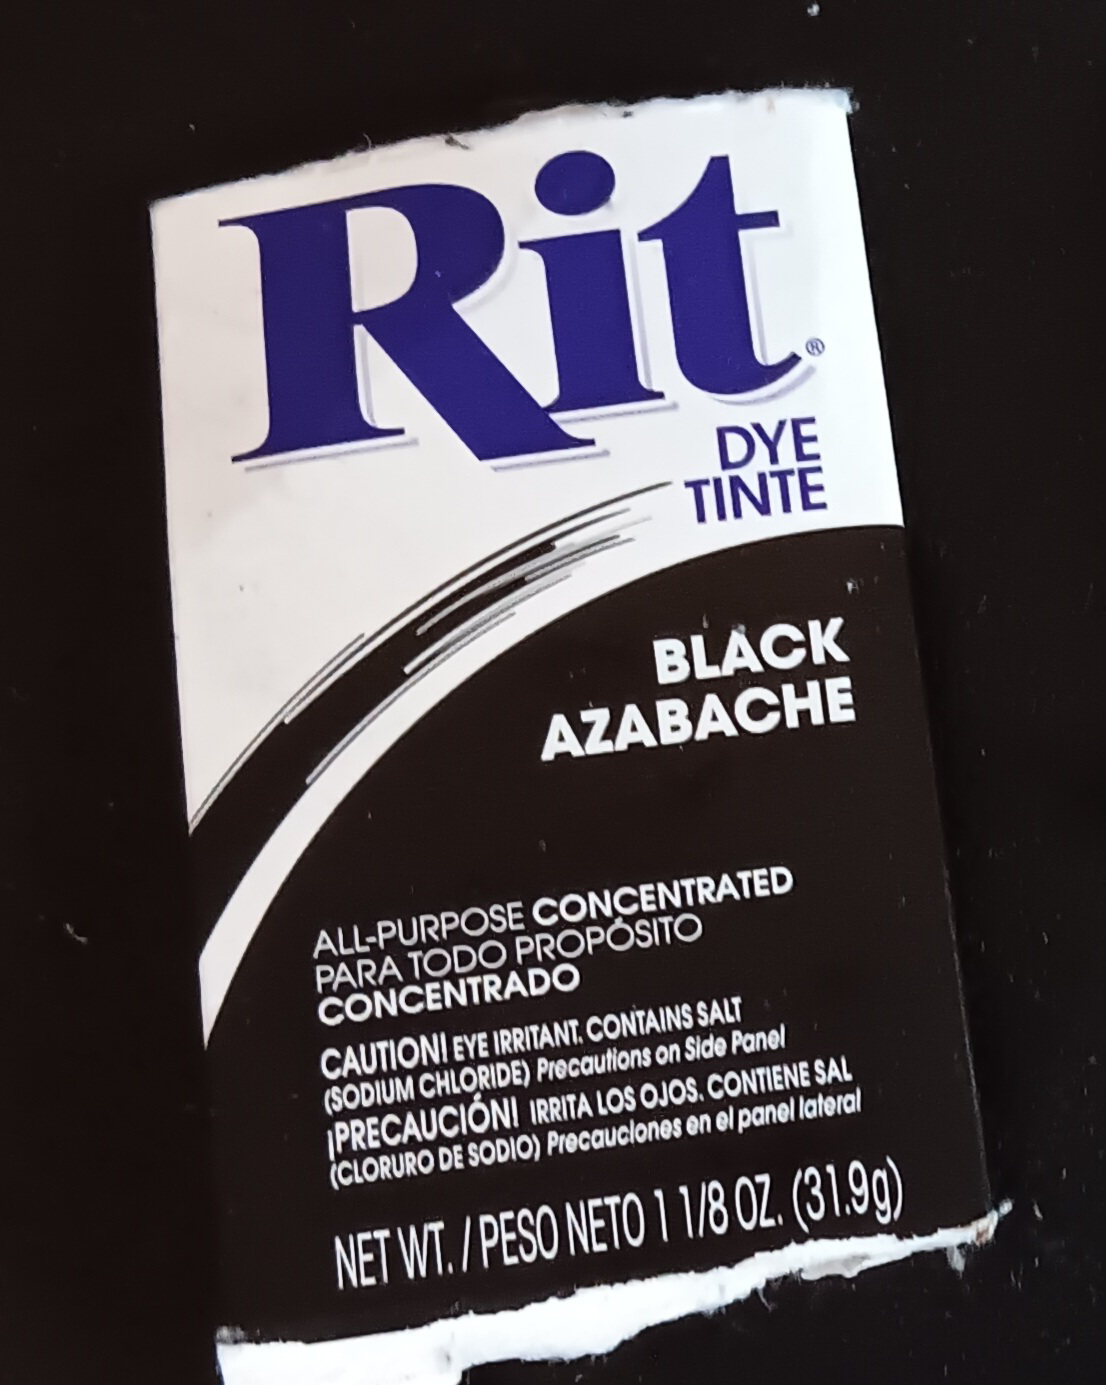 Rit®
DYE
TINTE
BLACK
AZABACHE
ALL-PURPOSE CONCENTRATED
PARA TODO PROPÓSITO
CONCENTRADO
CAUTION! EYE IRRITANT. CONTAINS SALT
(SODIUM CHLORIDE) Precautions on Side Panel
¡PRECAUCIÓN! IRRITA LOS OJOS. CONTIENE SAL
(CLORURO DE SODIO) Precauciones en el panel lateral
NET WT. / PESO NETO 1 1/8 OZ. (31.9g)